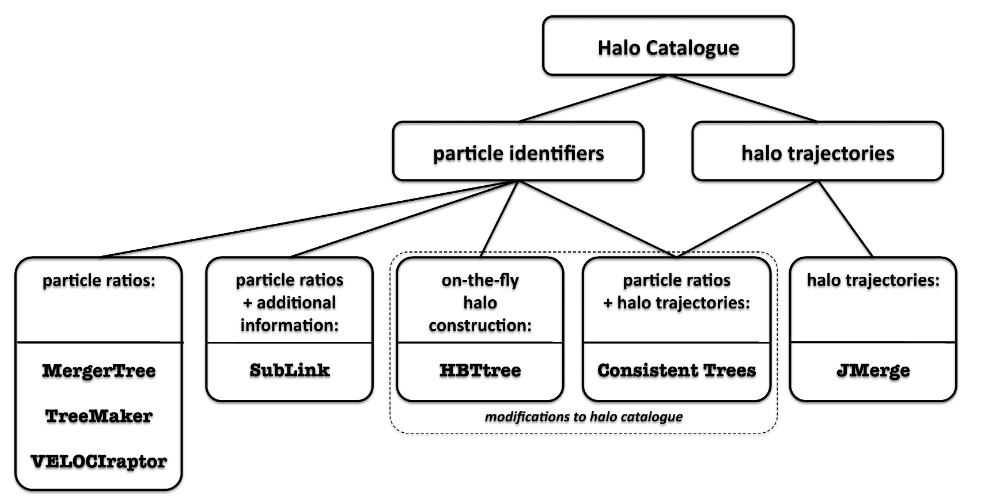 Halo Catalogue
particle identifiers
halo trajectories
particle ratios:
MergerTree
TreeMaker
VELOCIraptor
particle ratios
+ additional
information:
SubLink
on-the-fly
halo
construction:
HBTtree
particle ratios
+ halo trajectories:
Consistent Trees
halo trajectories:
JMerge
modifications to halo catalogue